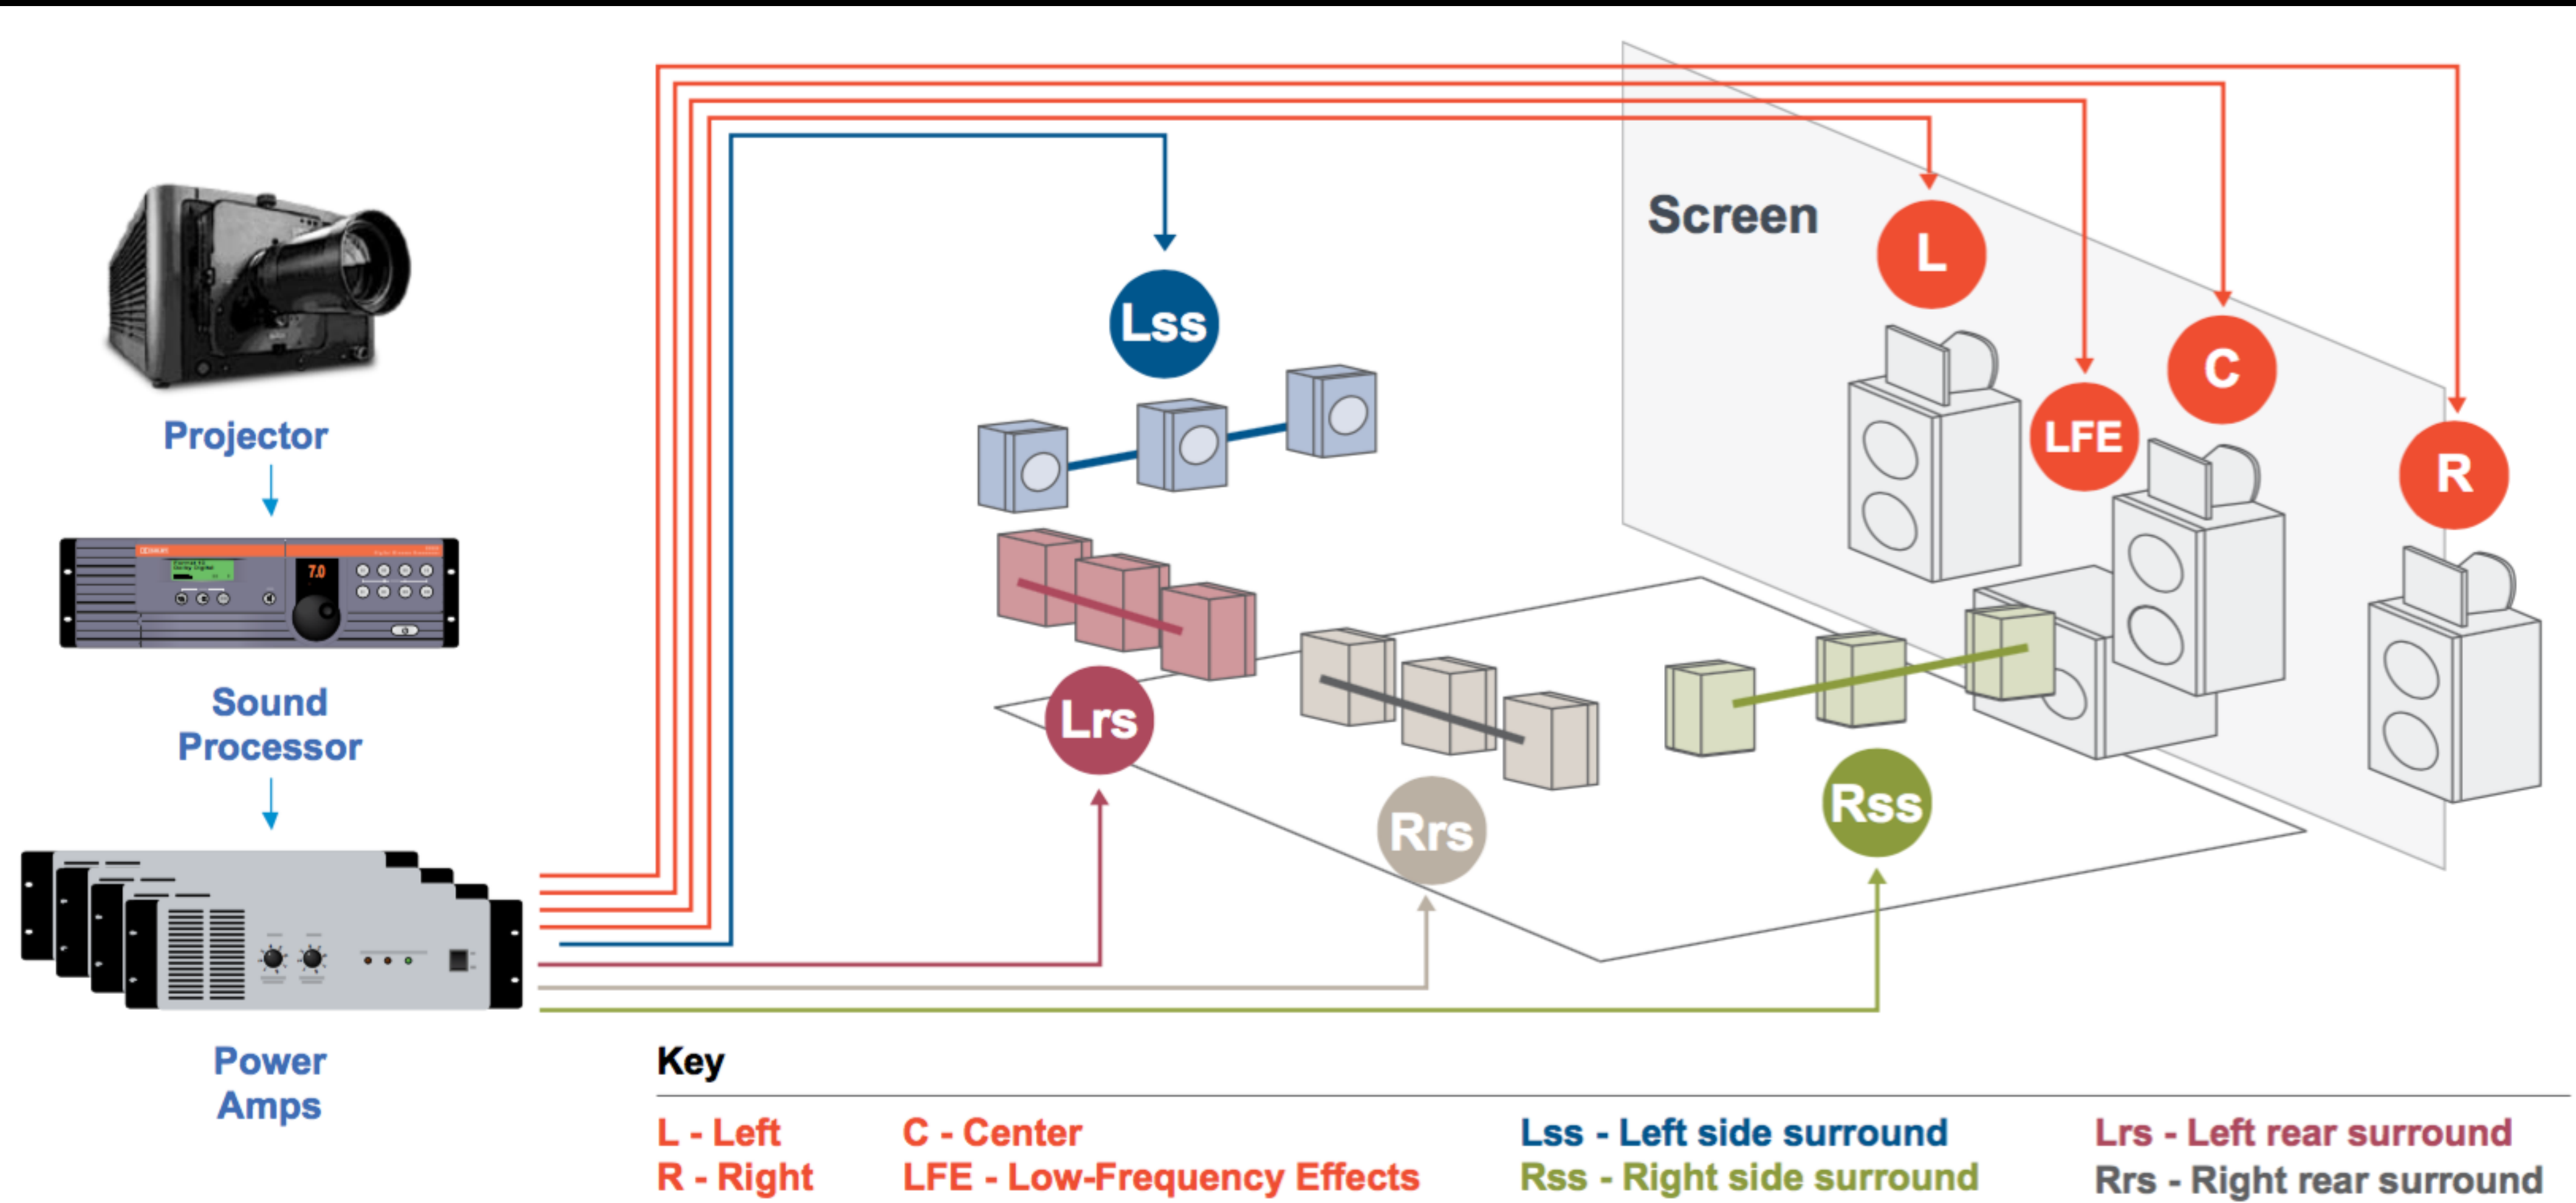 Screen
L
C
Lss
LFE
R
Projector
7.0
Sound
Processor
Lrs
Rrs
Rss
Power
Amps
Key
L - Left
C - Center
Lss - Left side surround
Lrs - Left rear surround
R - Right
LFE - Low-Frequency Effects
Rss - Right side surround
Rrs - Right rear surround